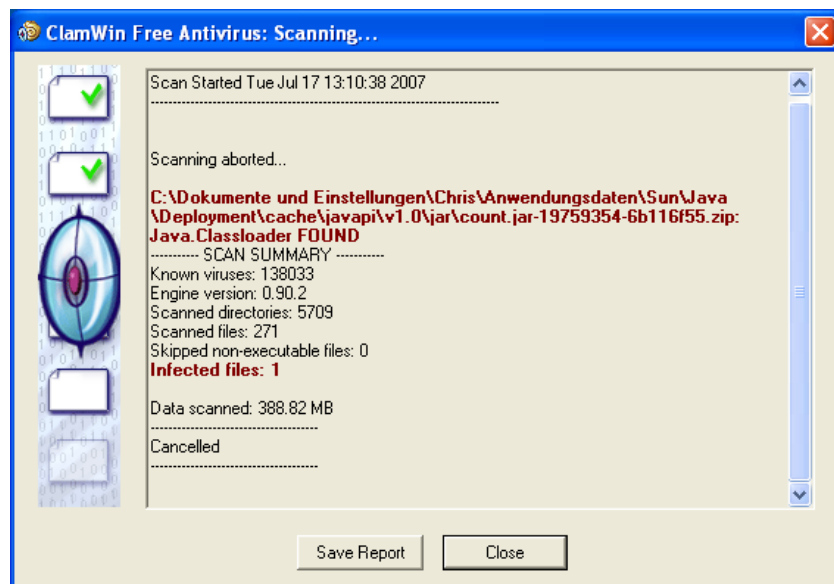 ClamWin Free Antivirus: Scanning...
Scan Started Tue Jul 17 13:10:38 2007
--------------------------------------------------------------------------------
Scanning aborted...
C:\Dokumente und Einstellungen\Chris\Anwendungsdaten\Sun\Java
\Deployment\cache\javapi\v1.0\jar\count.jar-19759354-6b116f55.zip:
Java.Classloader FOUND
----------- SCAN SUMMARY -----------
Known viruses: 138033
Engine version: 0.90.2
Scanned directories: 5709
Scanned files: 271
Skipped non-executable files: 0
Infected files: 1
Data scanned: 388.82 MB
--------------------------------------
Cancelled
--------------------------------------
Save Report
Close